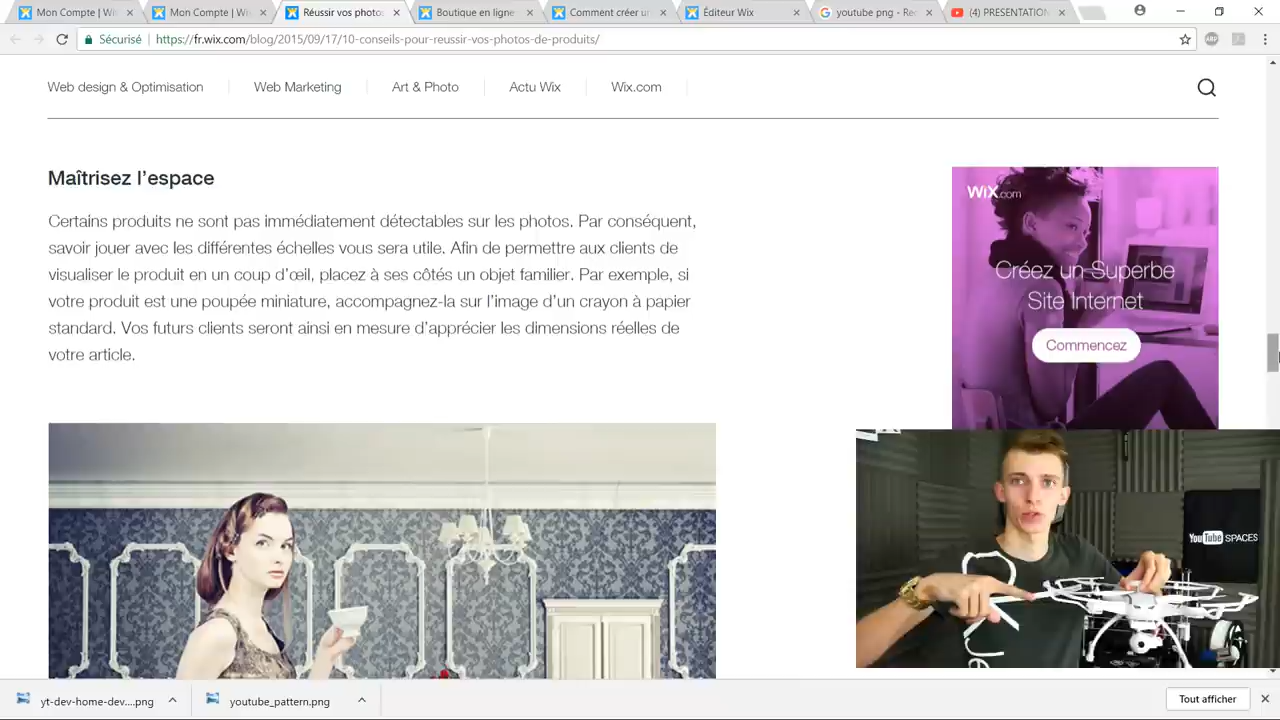 Mon Compte | Wi
Mon Compte | Wi
Réussir vos photos
Boutique en ligne
Comment créer u
Éditeur Wix
youtube png - Re
(4) PRESENTATION
Sécurisé
https://fr.wix.com/blog/2015/09/17/10-conseils-pour-reussir-vos-photos-de-produits/
ABP
Web design & Optimisation
Web Marketing
Art & Photo
Actu Wix
Wix.com
Maîtrisez l’espace
Certains produits ne sont pas immédiatement détectables sur les photos. Par conséquent,
savoir jouer avec les différentes échelles vous sera utile. Afin de permettre aux clients de
visualiser le produit en un coup d’œil, placez à ses côtés un objet familier. Par exemple, si
votre produit est une poupée miniature, accompagnez-la sur l’image d’un crayon à papier
standard. Vos futurs clients seront ainsi en mesure d’apprécier les dimensions réelles de
votre article.
WiX.com
Créez un Superbe
Site Internet
Commencez
YouTube SPACES
yt-dev-home-dev....png
youtube_pattern.png
Tout afficher